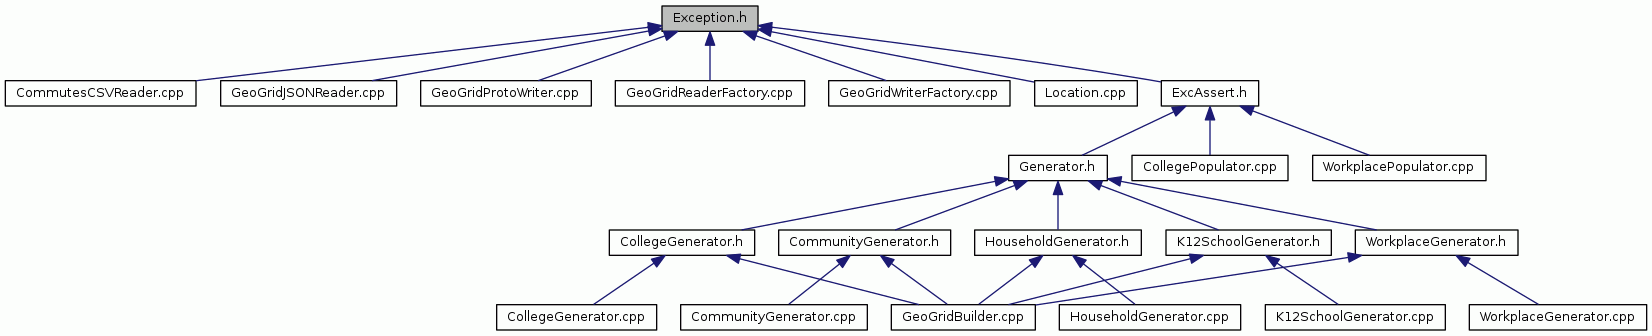 Exception.h
CommutesCSVReader.cpp
GeoGridJSONReader.cpp
GeoGridProtoWriter.cpp
GeoGridReaderFactory.cpp
GeoGridWriterFactory.cpp
Location.cpp
ExcAssert.h
Generator.h
CollegePopulator.cpp
WorkplacePopulator.cpp
CollegeGenerator.h
CommunityGenerator.h
HouseholdGenerator.h
K12SchoolGenerator.h
WorkplaceGenerator.h
CollegeGenerator.cpp
CommunityGenerator.cpp
GeoGridBuilder.cpp
HouseholdGenerator.cpp
K12SchoolGenerator.cpp
WorkplaceGenerator.cpp